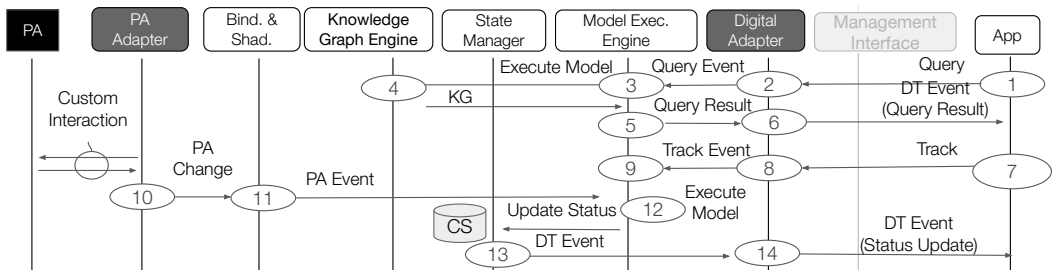 PA
PA
Adapter
Bind. &
Shad.
Knowledge
Graph Engine
State
Manager
Model Exec.
Engine
Digital
Adapter
Management
Interface
App
Execute Model
Query Event
Query
4
3
2
1
KG
DT Event
(Query Result)
Custom
Interaction
Query Result
5
6
PA
Change
Track Event
Track
9
8
7
10
11
PA Event
12
Execute
Model
CS
Update Status
DT Event
13
14
DT Event
(Status Update)